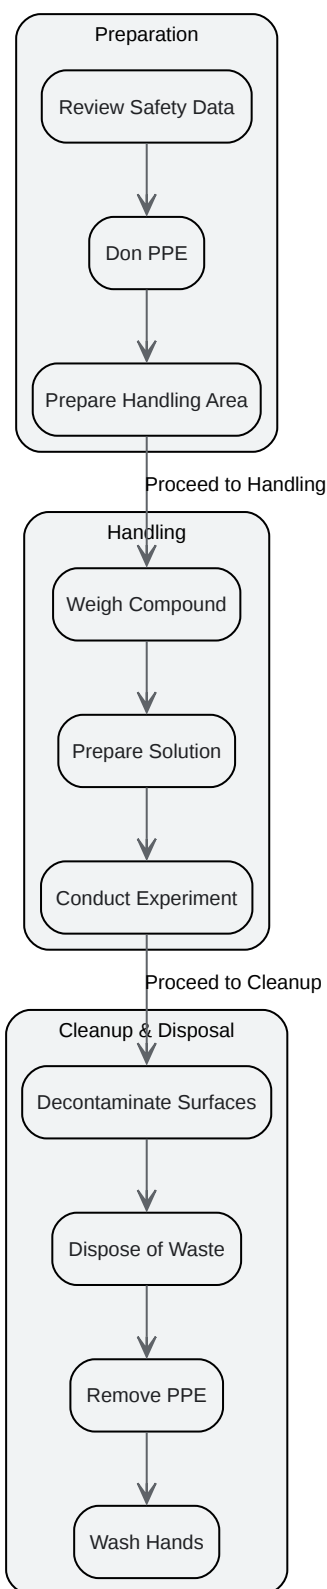 Preparation
Review Safety Data
Don PPE
Prepare Handling Area
Proceed to Handling
Handling
Weigh Compound
Prepare Solution
Conduct Experiment
Proceed to Cleanup
Cleanup & Disposal
Decontaminate Surfaces
Dispose of Waste
Remove PPE
Wash Hands